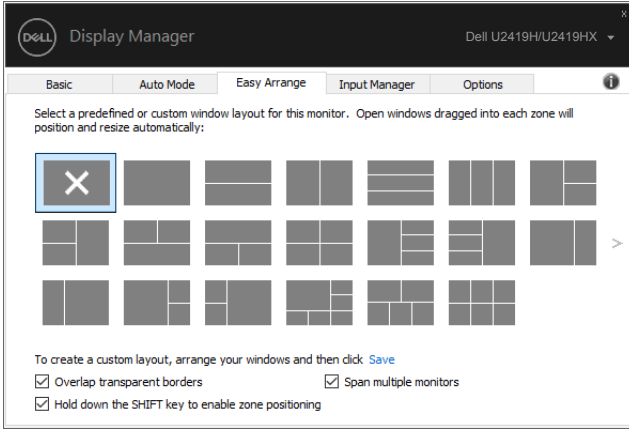 x
DELL Display Manager Dell U2419H/U2419HX
Basic Auto Mode Easy Arrange Input Manager Options
Select a predefined or custom window layout for this monitor. Open windows dragged into each zone will
position and resize automatically:
To create a custom layout, arrange your windows and then click Save
Overlap transparent borders Span multiple monitors
Hold down the SHIFT key to enable zone positioning